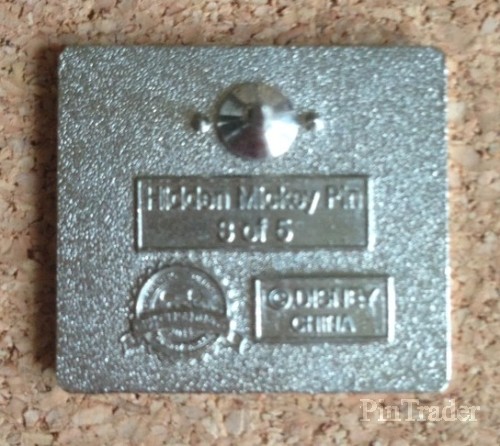 Hidden Mickey Pin
3 of 5
© DISNEY
CHINA
PinTrader